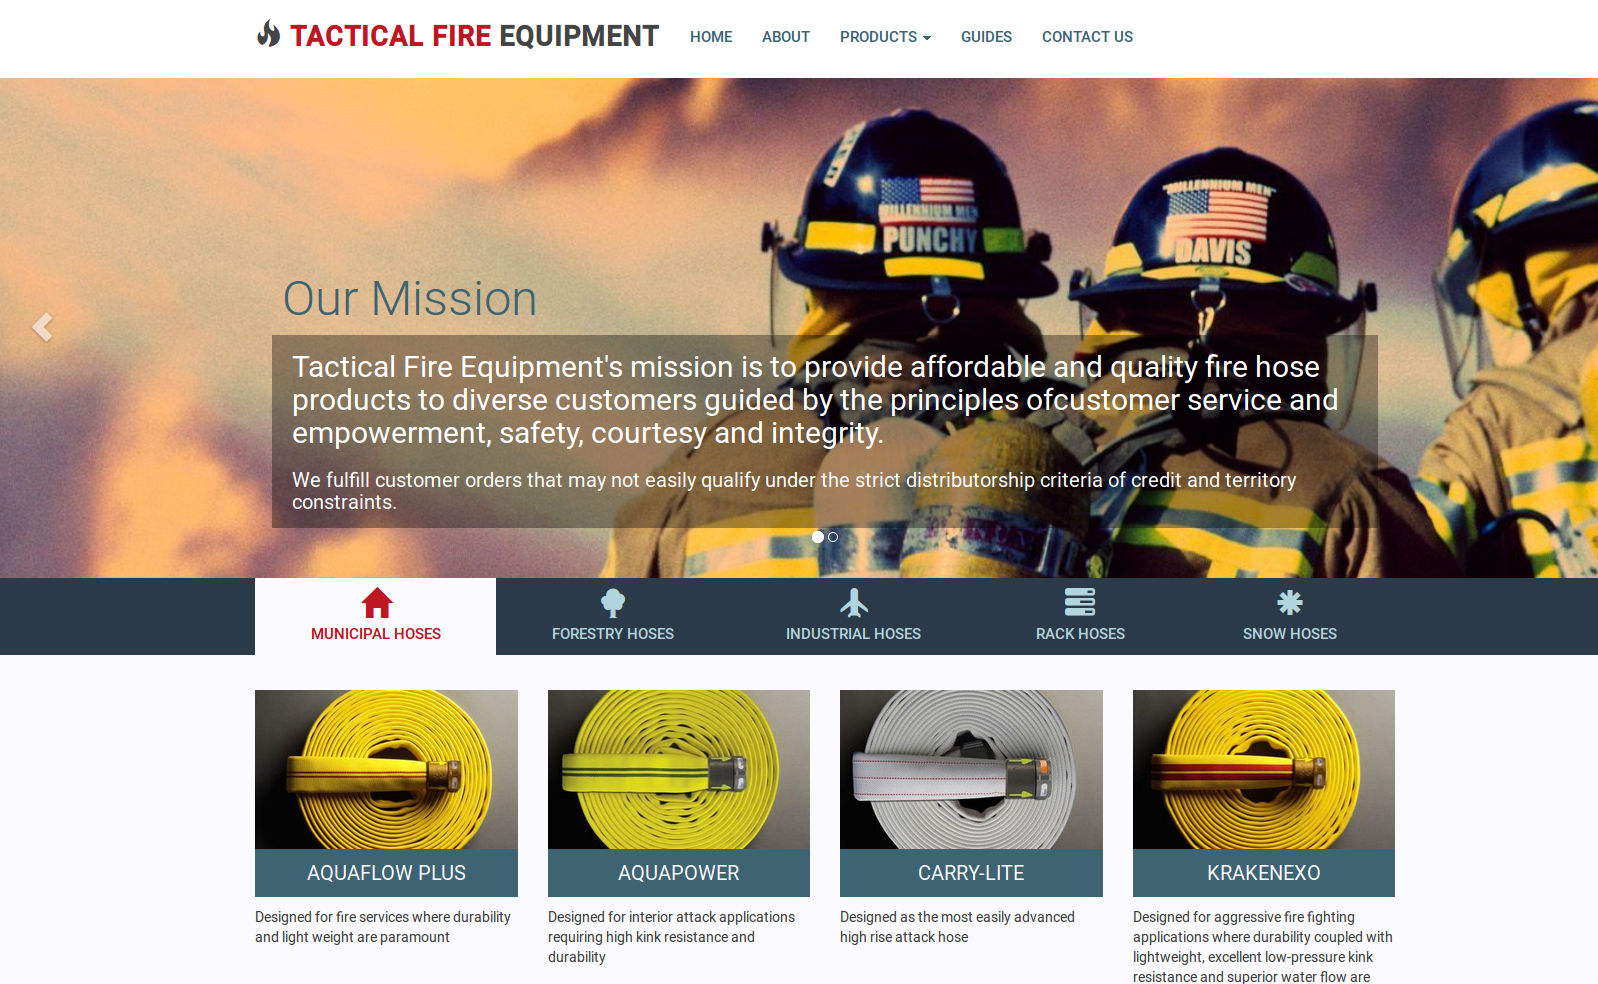 TACTICAL FIRE EQUIPMENT
HOME ABOUT PRODUCTS GUIDES CONTACT US
"MILLENNIUM MEN"
MILLENNIUM MEN
PUNCHY
DAVIS
Our Mission
Tactical Fire Equipment's mission is to provide affordable and quality fire hose
products to diverse customers guided by the principles ofcustomer service and
empowerment, safety, courtesy and integrity.
We fulfill customer orders that may not easily qualify under the strict distributorship criteria of credit and territory
constraints.
MUNICIPAL HOSES
FORESTRY HOSES
INDUSTRIAL HOSES
RACK HOSES
SNOW HOSES
AQUAFLOW PLUS
Designed for fire services where durability
and light weight are paramount
AQUAPOWER
Designed for interior attack applications
requiring high kink resistance and
durability
CARRY-LITE
Designed as the most easily advanced
high rise attack hose
KRAKENEXO
Designed for aggressive fire fighting
applications where durability coupled with
lightweight, excellent low-pressure kink
resistance and superior water flow are